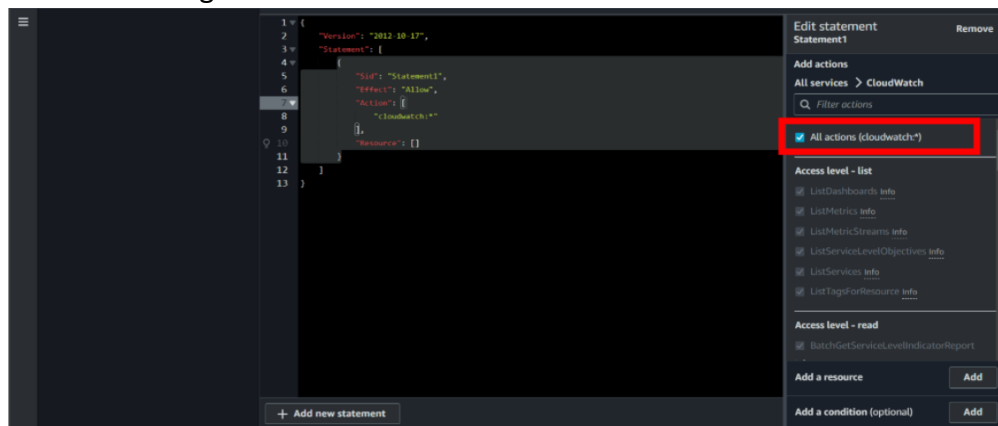 1 {
2 "Version": "2012-10-17",
3 "Statement": [
4 {
5 "Sid": "Statement1",
6 "Effect": "Allow",
7 "Action": [
8 "cloudwatch:*"
9 ],
10 "Resource": []
11 }
12 ]
13 }
+ Add new statement
Edit statement Remove
Statement1
Add actions
All services > CloudWatch
Filter actions
All actions (cloudwatch:*)
Access level - list
ListDashboards Info
ListMetrics Info
ListMetricStreams Info
ListServiceLevelObjectives Info
ListServices Info
ListTagsForResource Info
Access level - read
BatchGetServiceLevelIndicatorReport
Add a resource Add
Add a condition (optional) Add